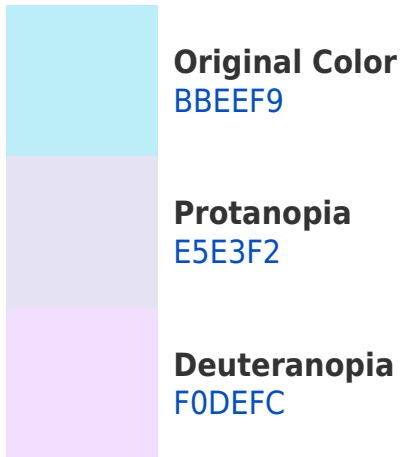 Original Color
BBEEF9
Protanopia
E5E3F2
Deuteranopia
F0DEFC